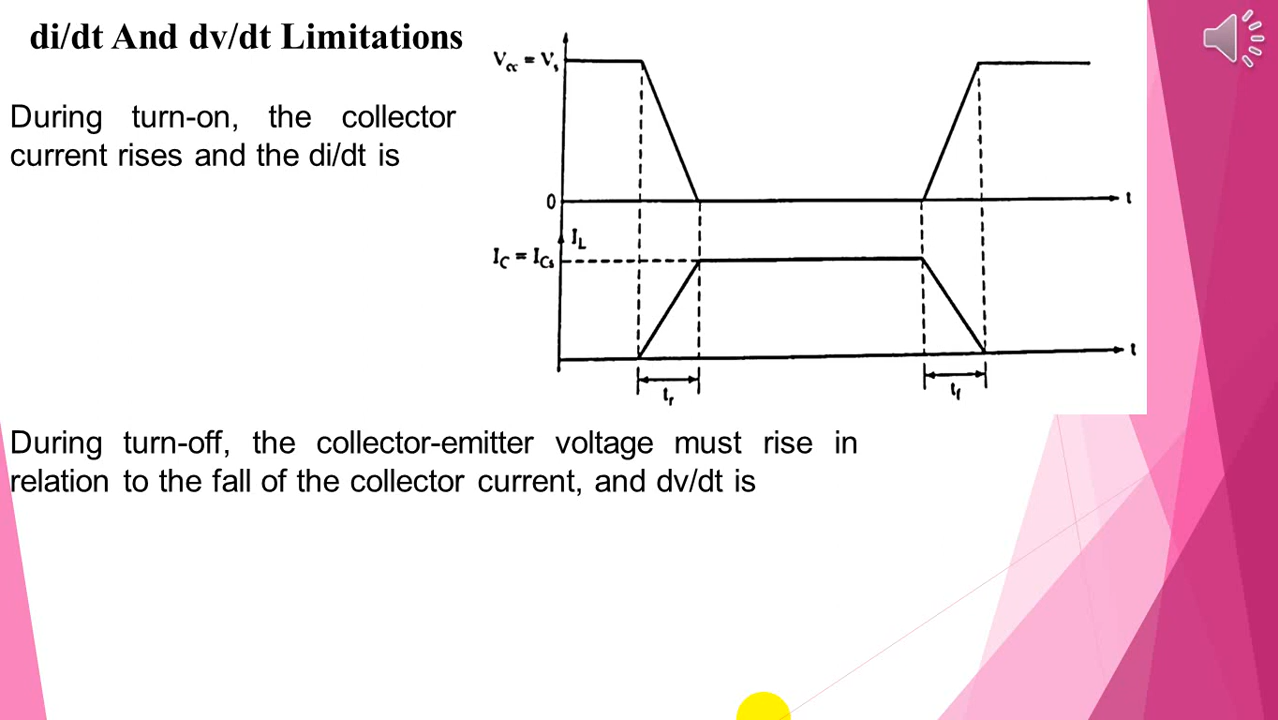 di/dt And dv/dt Limitations
During turn-on, the collector
current rises and the di/dt is
Vcc = Vs
0
t
IL
IC = ICs
t
tr
tf
During turn-off, the collector-emitter voltage must rise in
relation to the fall of the collector current, and dv/dt is